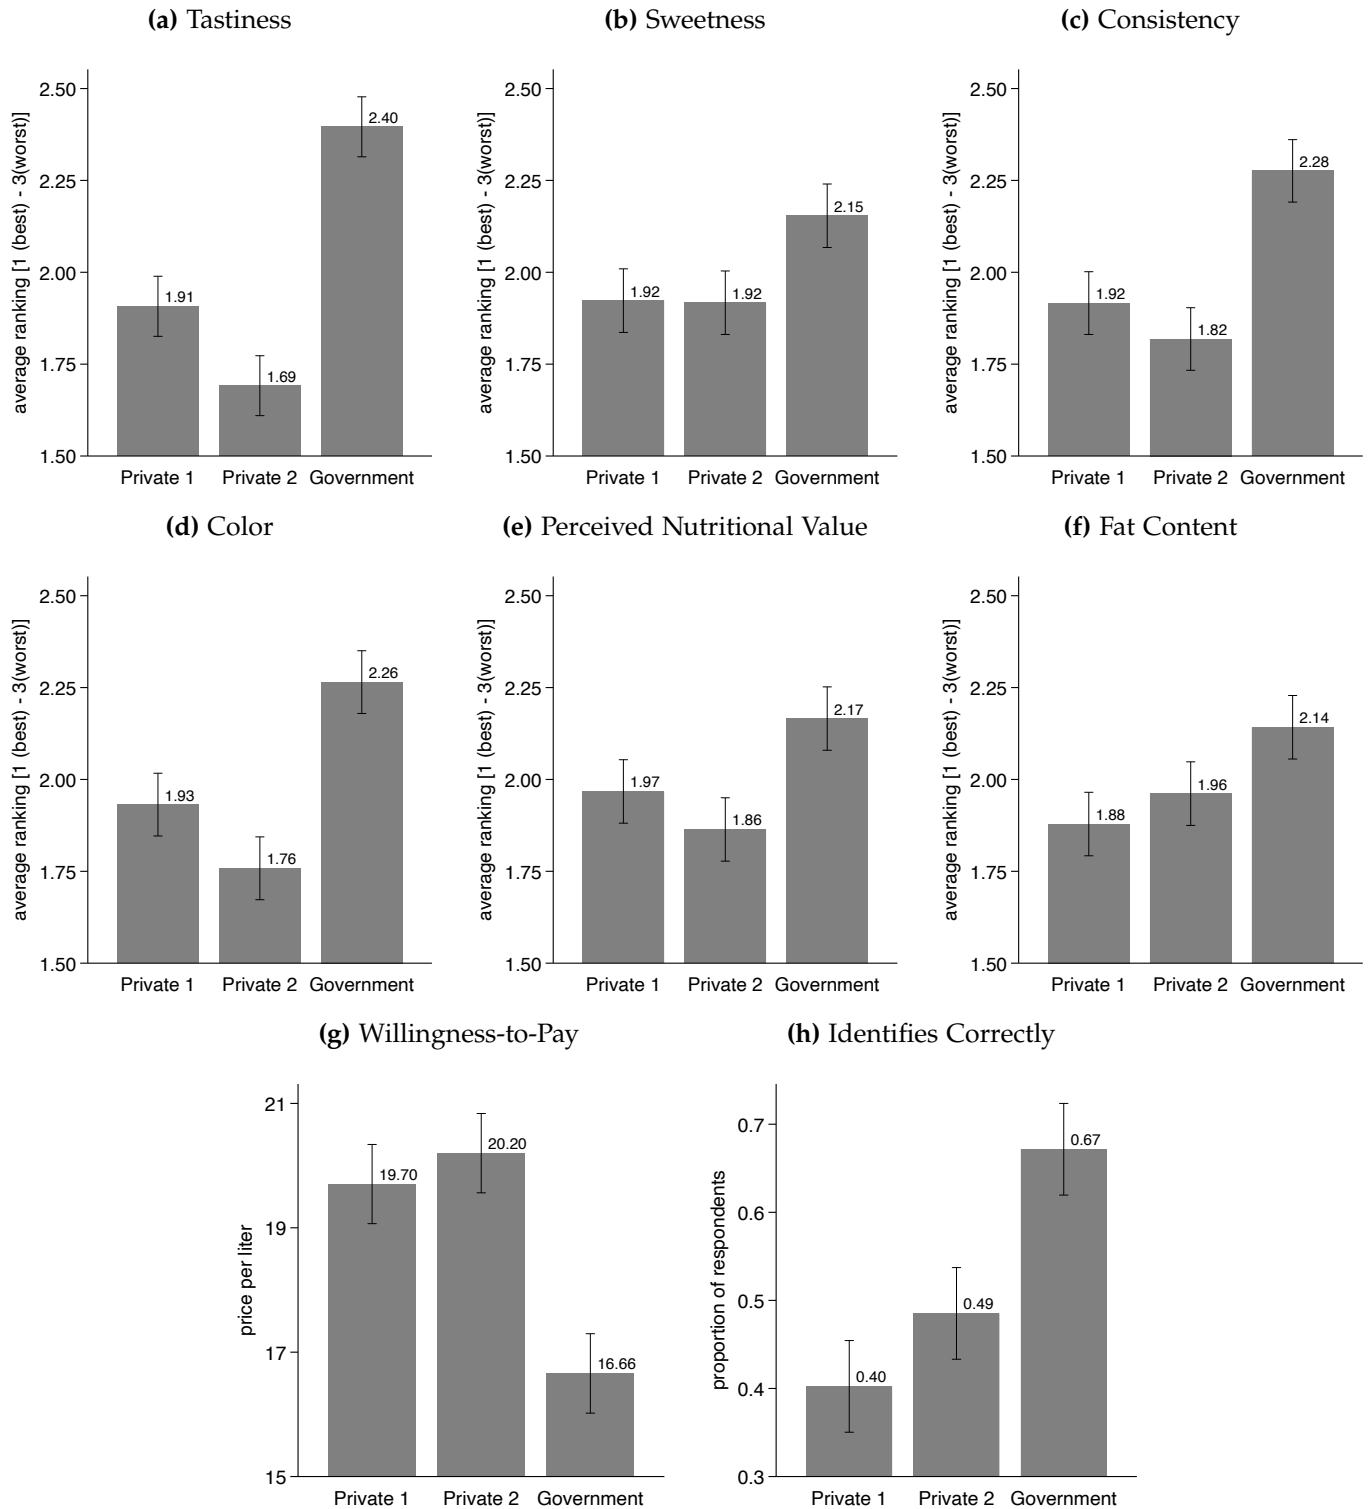 (a) Tastiness
average ranking [1 (best) - 3(worst)]
2.50
2.25
2.00
1.75
1.50
1.91
1.69
2.40
Private 1 Private 2 Government
(b) Sweetness
average ranking [1 (best) - 3(worst)]
2.50
2.25
2.00
1.75
1.50
1.92
1.92
2.15
Private 1 Private 2 Government
(c) Consistency
average ranking [1 (best) - 3(worst)]
2.50
2.25
2.00
1.75
1.50
1.92
1.82
2.28
Private 1 Private 2 Government
(d) Color
average ranking [1 (best) - 3(worst)]
2.50
2.25
2.00
1.75
1.50
1.93
1.76
2.26
Private 1 Private 2 Government
(e) Perceived Nutritional Value
average ranking [1 (best) - 3(worst)]
2.50
2.25
2.00
1.75
1.50
1.97
1.86
2.17
Private 1 Private 2 Government
(f) Fat Content
average ranking [1 (best) - 3(worst)]
2.50
2.25
2.00
1.75
1.50
1.88
1.96
2.14
Private 1 Private 2 Government
(g) Willingness-to-Pay
price per liter
21
19
17
15
19.70
20.20
16.66
Private 1 Private 2 Government
(h) Identifies Correctly
proportion of respondents
0.7
0.6
0.5
0.4
0.3
0.40
0.49
0.67
Private 1 Private 2 Government